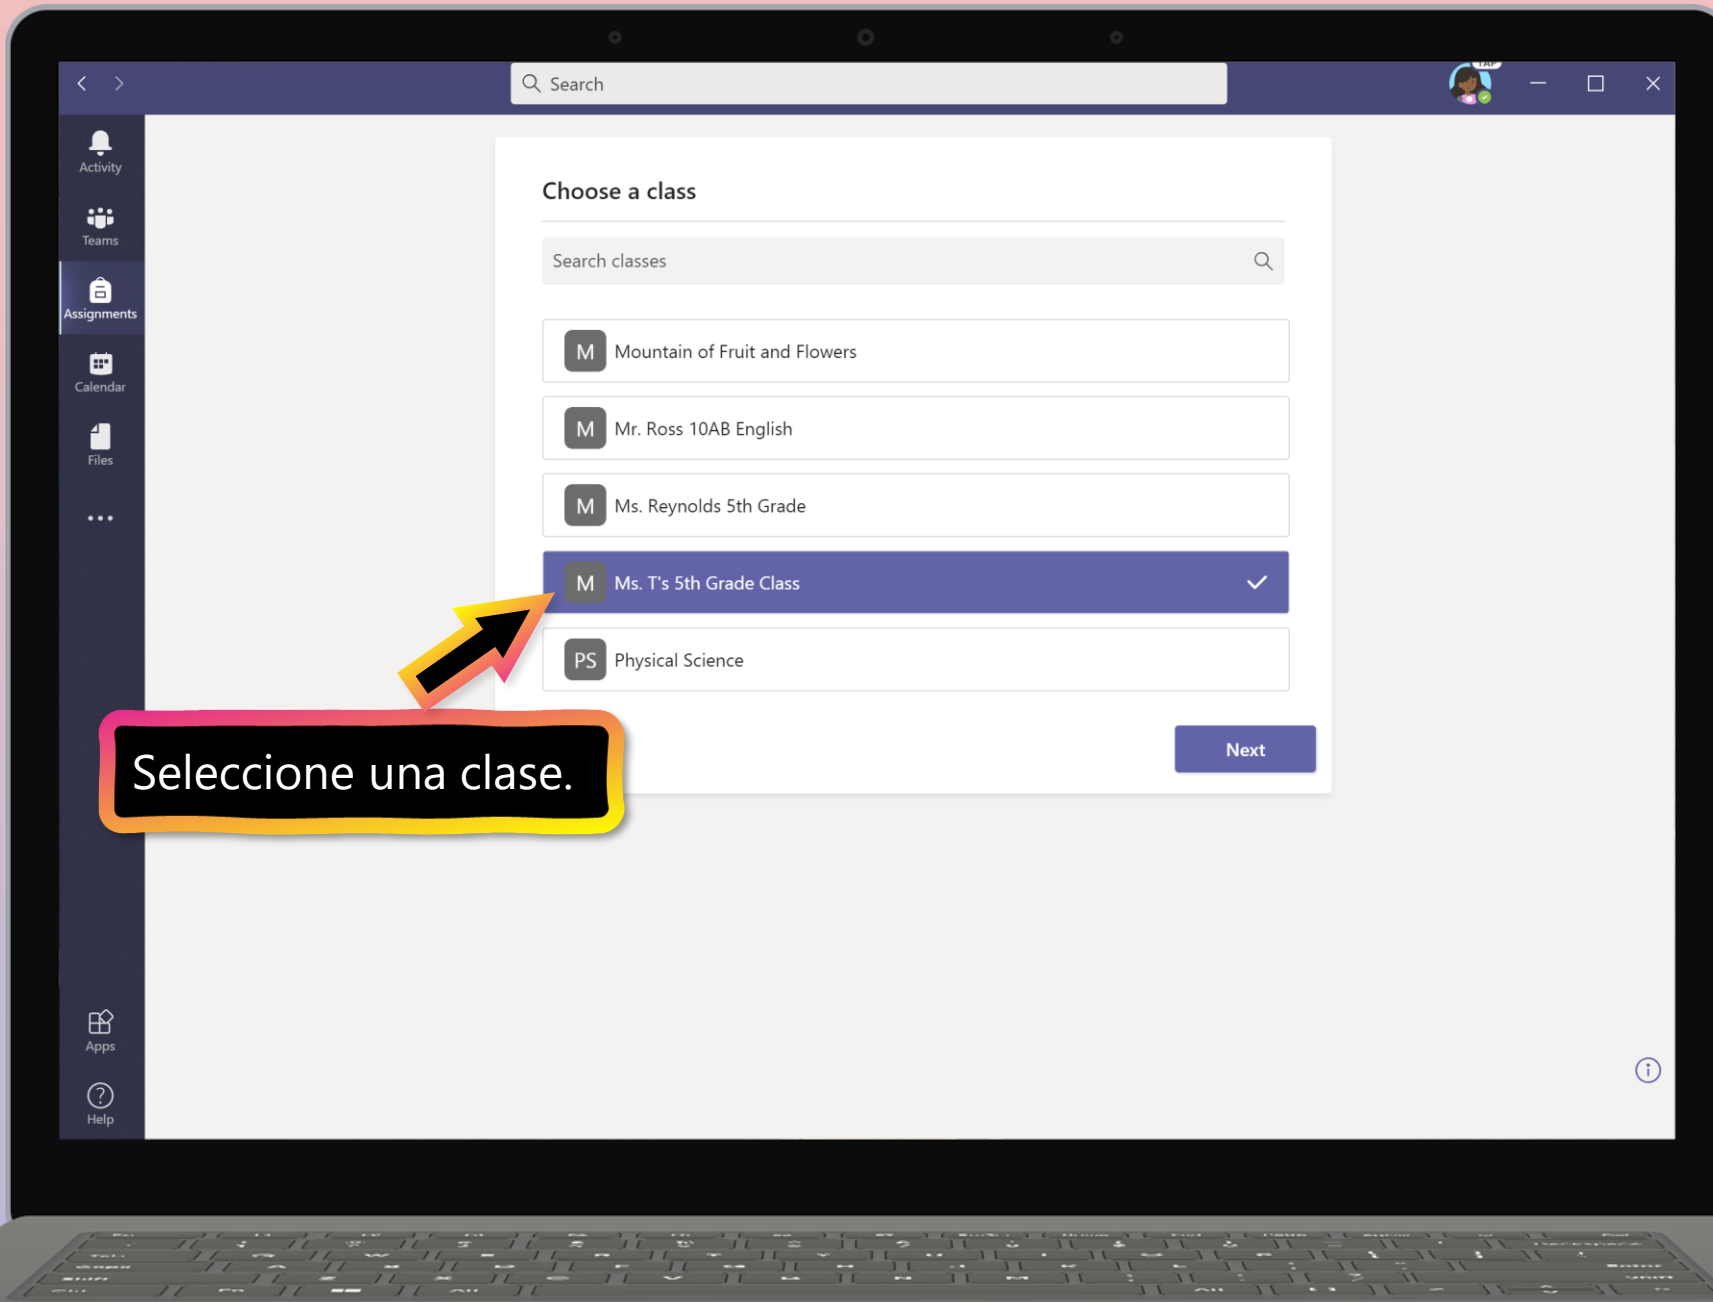 Search
Activity
Teams
Assignments
Calendar
Files
Choose a class
Search classes
M Mountain of Fruit and Flowers
M Mr. Ross 10AB English
M Ms. Reynolds 5th Grade
M Ms. T's 5th Grade Class
PS Physical Science
Next
Seleccione una clase.
Apps
Help